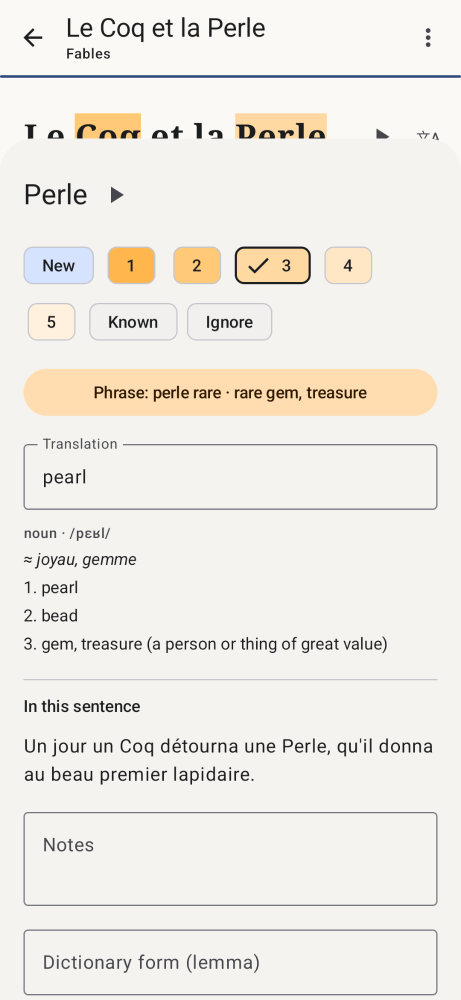 Le Coq et la Perle
Fables
Le Coq et la Perle
文A
Perle
New
1
2
3
4
5
Known
Ignore
Phrase: perle rare · rare gem, treasure
Translation
pearl
noun · /pɛʁl/
≈ joyau, gemme
1. pearl
2. bead
3. gem, treasure (a person or thing of great value)
In this sentence
Un jour un Coq détourna une Perle, qu'il donna
au beau premier lapidaire.
Notes
Dictionary form (lemma)